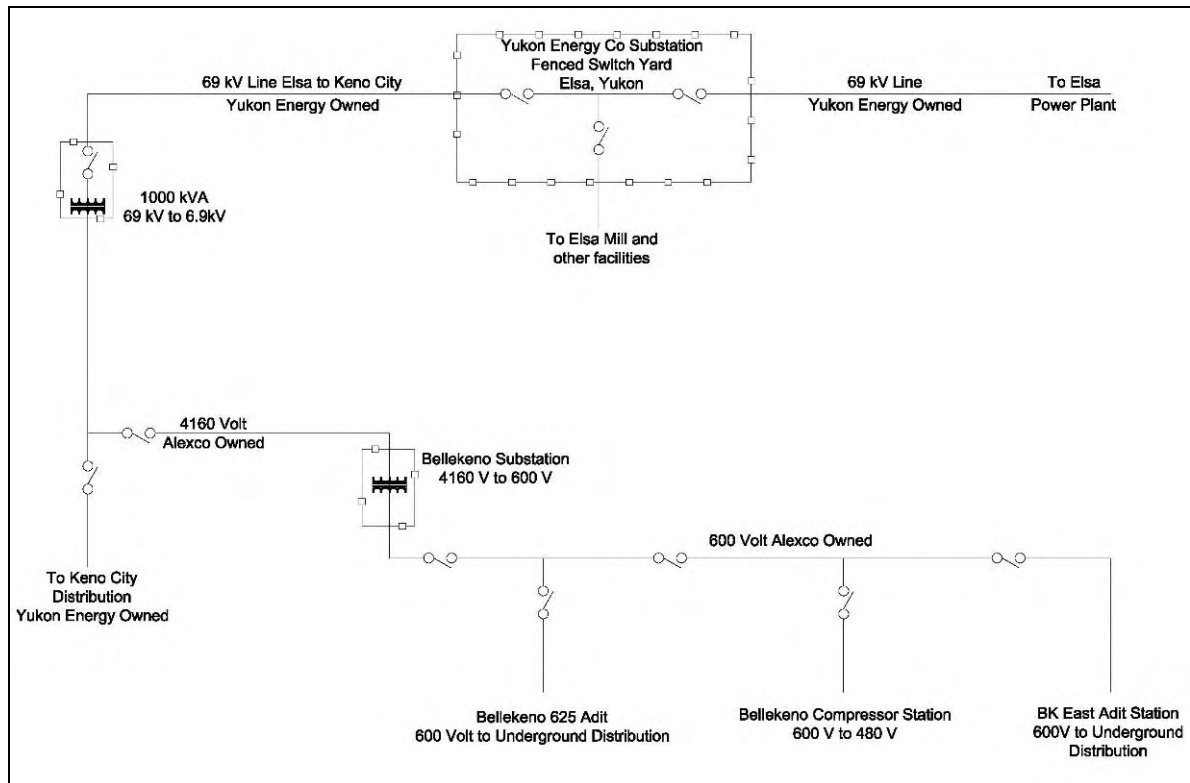 Yukon Energy Co Substation
Fenced Switch Yard
Elsa, Yukon
69 kV Line Elsa to Keno City
Yukon Energy Owned
69 kV Line
Yukon Energy Owned
To Elsa
Power Plant
1000 kVA
69 kV to 6.9kV
To Elsa Mill and
other facilities
4160 Volt
Alexco Owned
Bellekeno Substation
4160 V to 600 V
600 Volt Alexco Owned
To Keno City
Distribution
Yukon Energy Owned
Bellekeno 625 Adit
600 Volt to Underground Distribution
Bellekeno Compressor Station
600 V to 480 V
BK East Adit Station
600V to Underground
Distribution